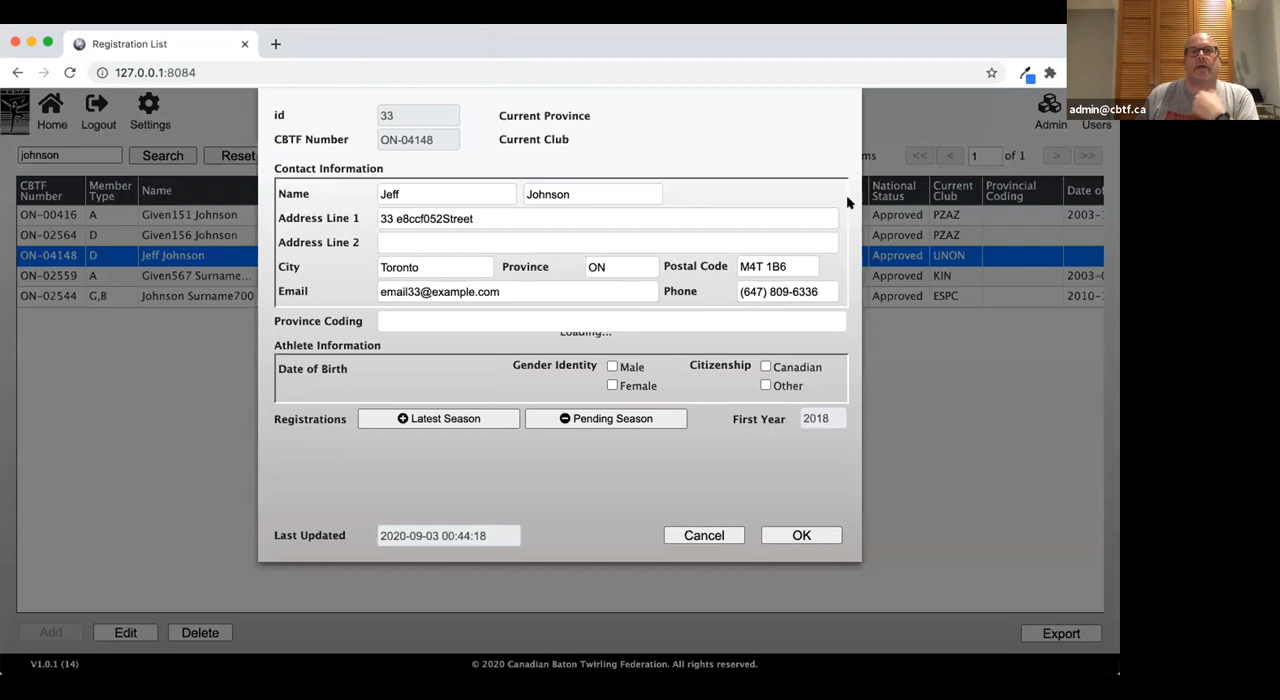 Registration List
127.0.0.1:8084
admin@cbtf.ca
Home Logout Settings
Admin Users
johnson Search Reset
ms << < 1 of 1 > >>
CBTF Number Member Type Name
National Status Current Club Provincial Coding Date of
ON-00416 A Given151 Johnson Approved PZAZ 2003-
ON-02564 D Given156 Johnson Approved PZAZ
ON-04148 D Jeff Johnson Approved UNON
ON-02559 A Given567 Surname... Approved KIN 2003-0
ON-02544 G,B Johnson Surname700 Approved ESPC 2010-
id 33 Current Province
CBTF Number ON-04148 Current Club
Contact Information
Name Jeff Johnson
Address Line 1 33 e8ccf052Street
Address Line 2
City Toronto Province ON Postal Code M4T 1B6
Email email33@example.com Phone (647) 809-6336
Province Coding
Loading...
Athlete Information
Date of Birth Gender Identity Male Citizenship Canadian
Female Other
Registrations Latest Season Pending Season First Year 2018
Last Updated 2020-09-03 00:44:18 Cancel OK
Add Edit Delete Export
V1.0.1 (14) © 2020 Canadian Baton Twirling Federation. All rights reserved.